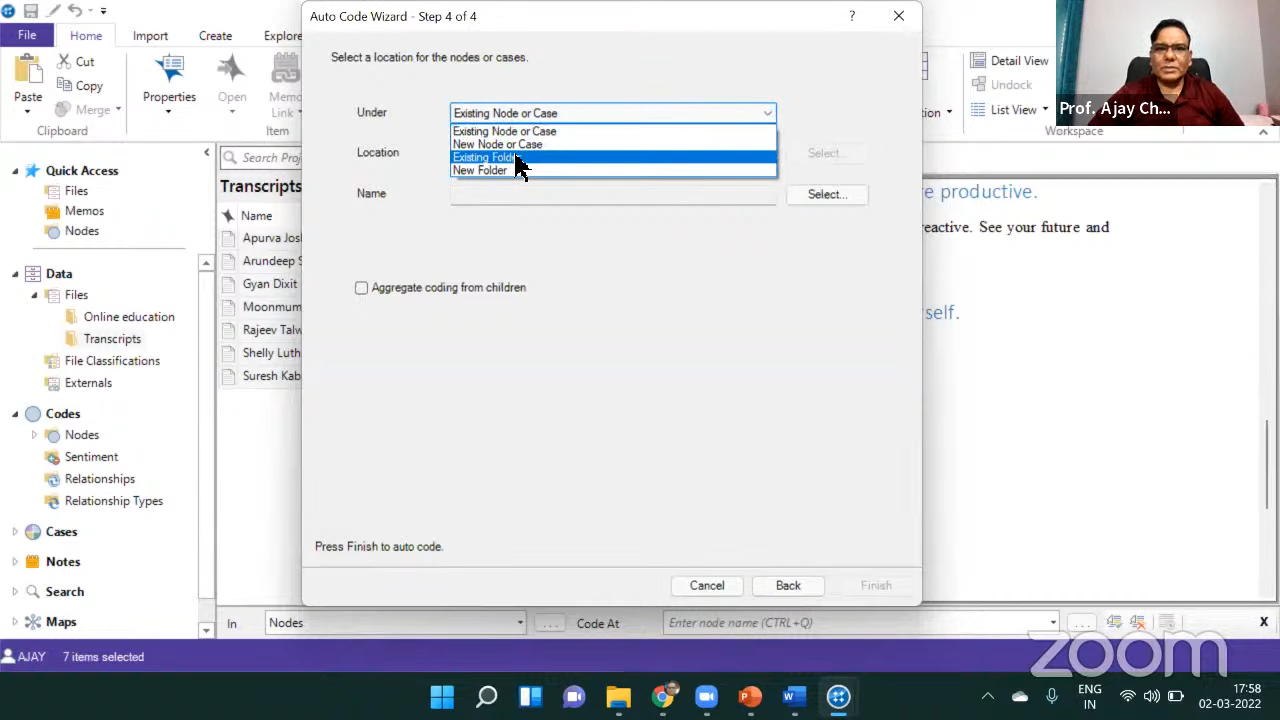 Auto Code Wizard - Step 4 of 4
?
File
Home
Import
Create
Explore
Paste
Cut
Copy
Merge
Clipboard
Properties
Open
Memo
Link
Item
Detail View
Undock
List View
Workspace
Prof. Ajay Ch...
Select a location for the nodes or cases.
Under
Existing Node or Case
Existing Node or Case
New Node or Case
Existing Folde
New Folder
Location
Select...
Name
Select...
Aggregate coding from children
Press Finish to auto code.
Cancel
Back
Finish
Quick Access
Files
Memos
Nodes
Data
Files
Online education
Transcripts
File Classifications
Externals
Codes
Nodes
Sentiment
Relationships
Relationship Types
Cases
Notes
Search
Maps
Search Proj
Transcripts
Name
Apurva Josh
Arundeep S
Gyan Dixit
Moonmum
Rajeev Talw
Shelly Luth
Suresh Kab
e productive.
eactive. See your future and
self.
In
Nodes
...
Code At
Enter node name (CTRL+Q)
...
X
AJAY
7 items selected
zoom
ENG
IN
17:58
02-03-2022